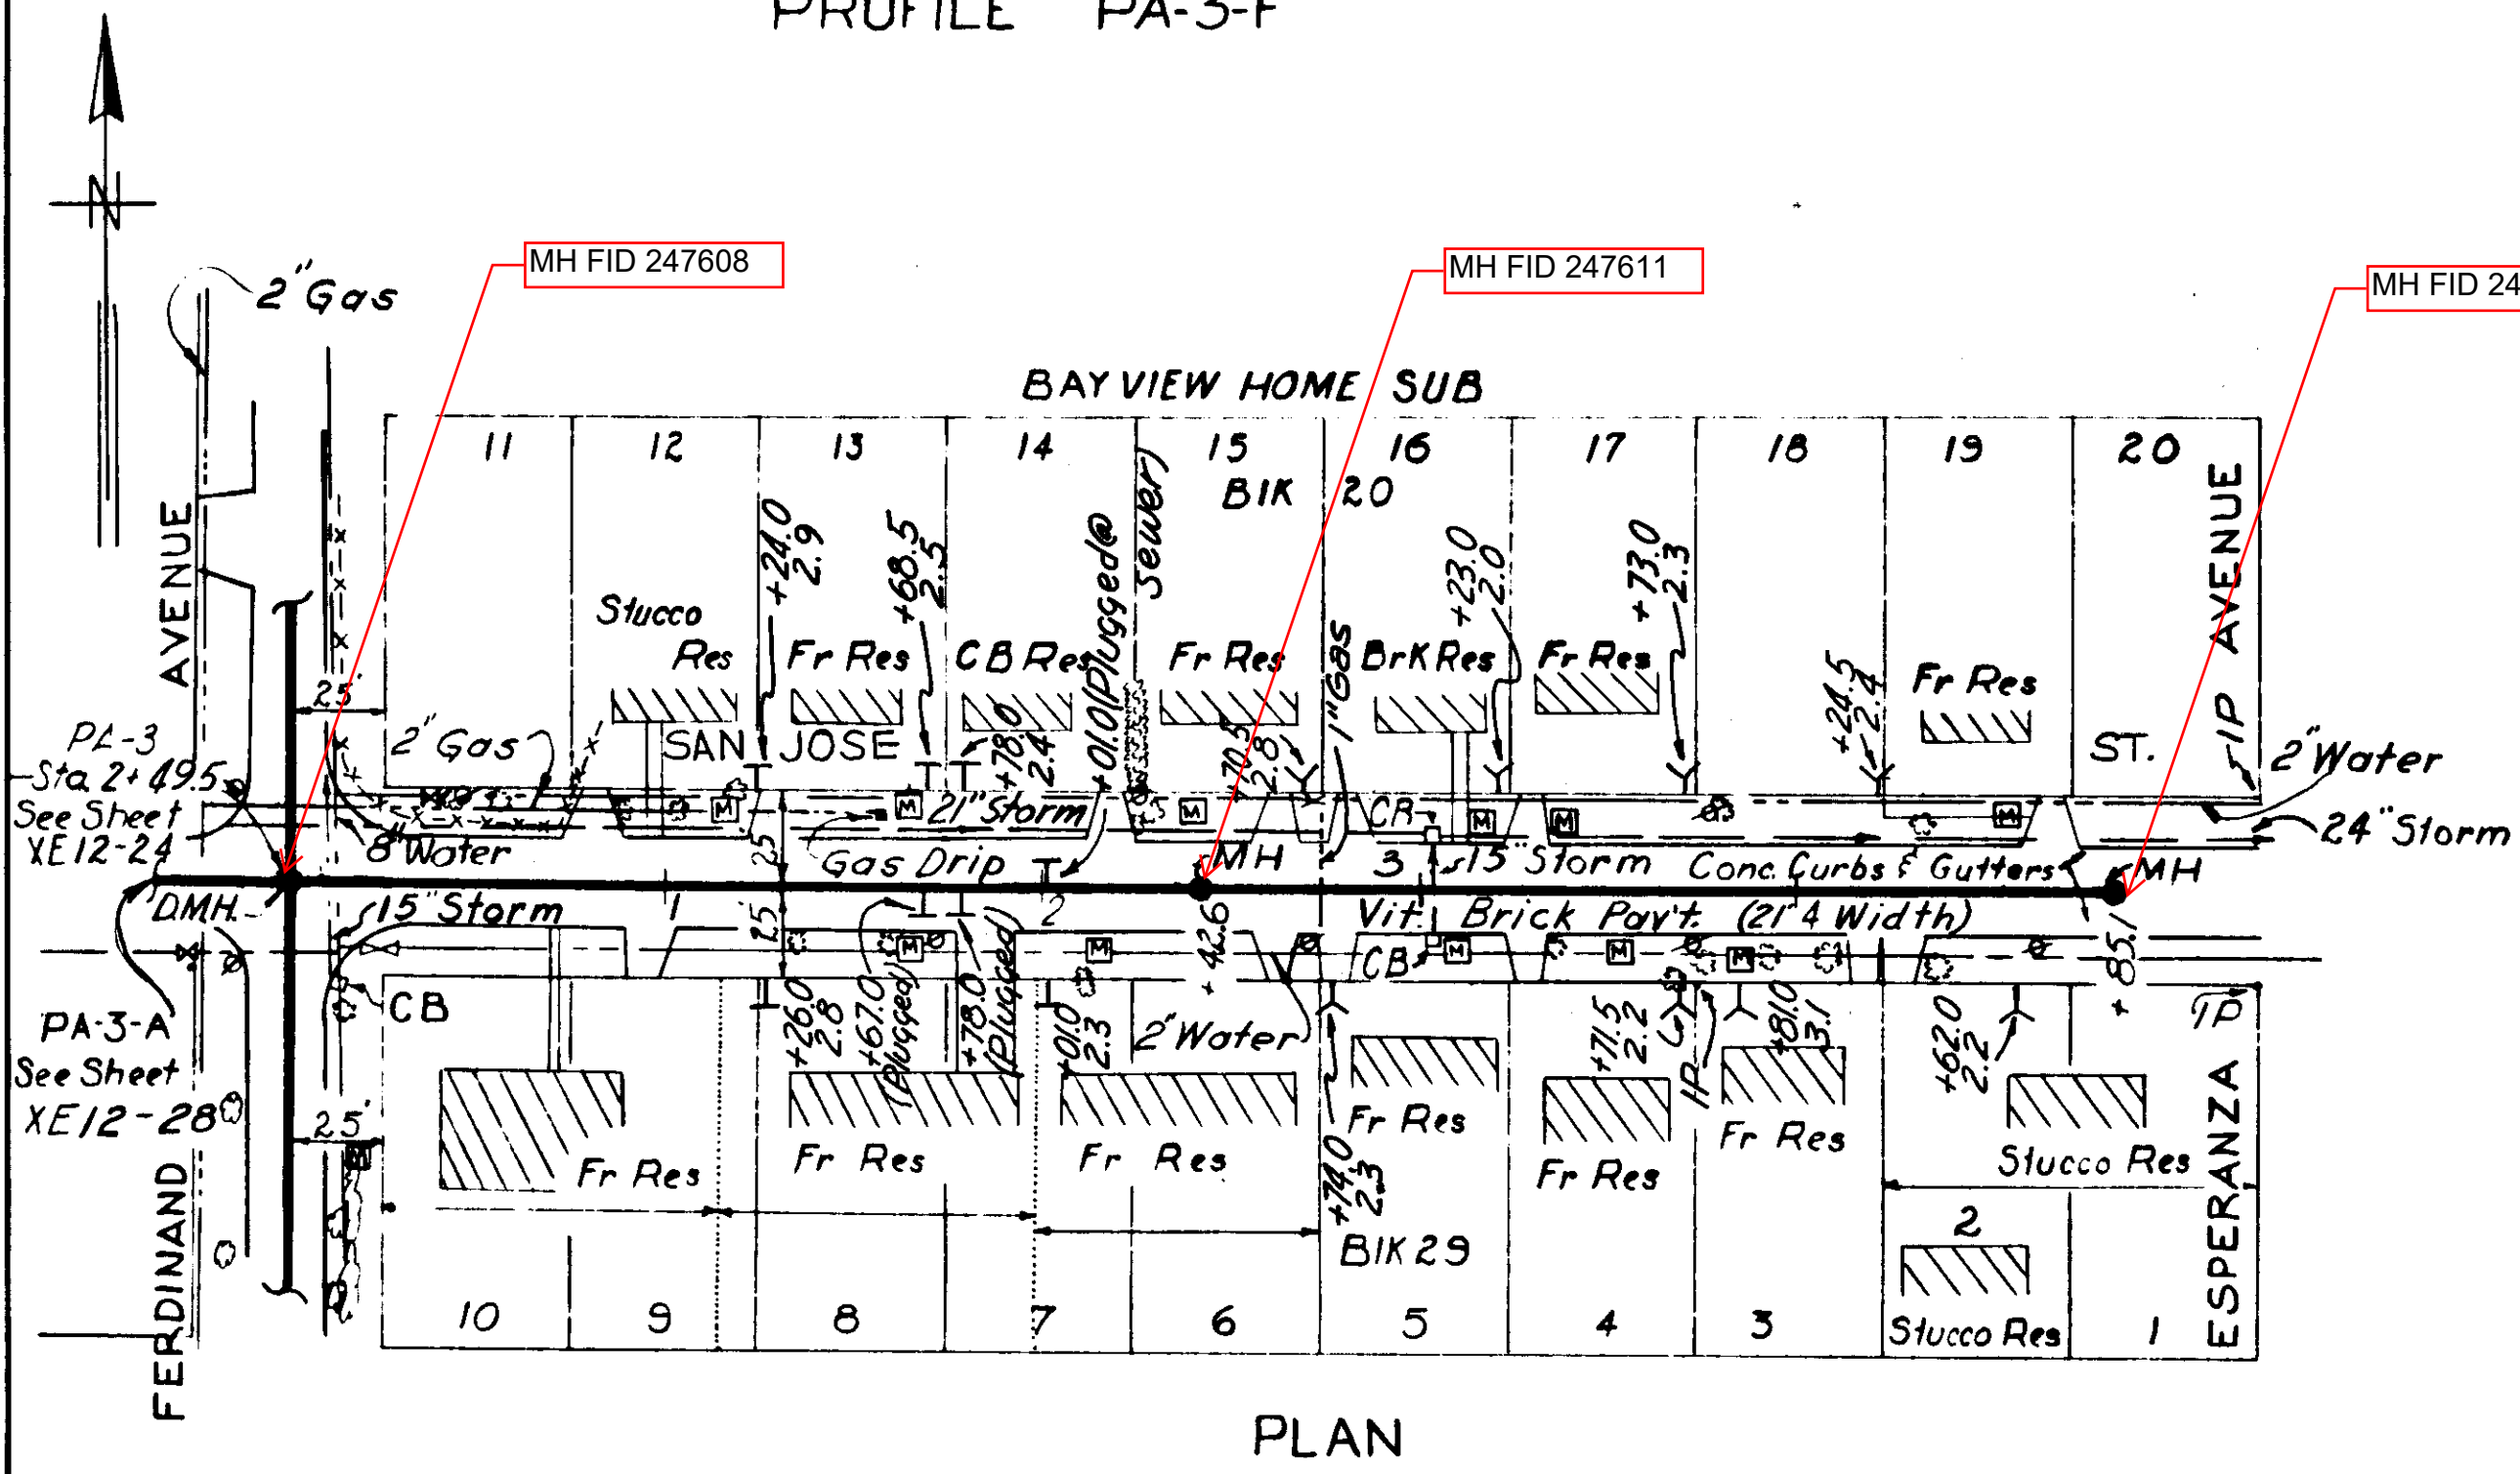 PROFILE PA-3-F
N
MH FID 247608
MH FID 247611
MH FID 24
2" Gas
BAY VIEW HOME SUB
11 12 13 14 15 16 17 18 19 20
BlK 20
AVENUE
AVENUE
+24.0
2.9
+68.5
2.5
+01.0 (Plugged @
sewer)
+23.0
2.0
+73.0
2.3
Stucco
Res
Fr Res
CB Res
Fr Res
BrK Res
Fr Res
Fr Res
1" Gas
+24.5
2.4
25'
2" Gas
SAN JOSE ST.
+78.0
2.4
+70.5
2.8
IP
2" Water
PA-3
Sta. 2+49.5
See Sheet
XE12-24
8" Water
21" Storm
CB
24" Storm
25
Gas Drip
MH
3
15" Storm
Conc. Curbs & Gutters
MH
D.M.H.
15" Storm
1
25
2
Vit. Brick Pav't. (21'4 Width)
+42.6
+85.1
CB
CB
IP
PA-3-A
See Sheet
XE12-28
+26.0
2.8
+67.0
(Plugged)
+78.0
(Plugged
+01.0
2.3
2" Water
+71.5
2.2
IP
+81.0
3.1
+62.0
2.2
25'
Fr Res
Fr Res
Fr Res
Fr Res
Fr Res
Fr Res
Stucco Res
+74.0
2.3
BlK 29
2
Stucco Res
10 9 8 7 6 5 4 3 1
FERDINAND
ESPERANZA
PLAN